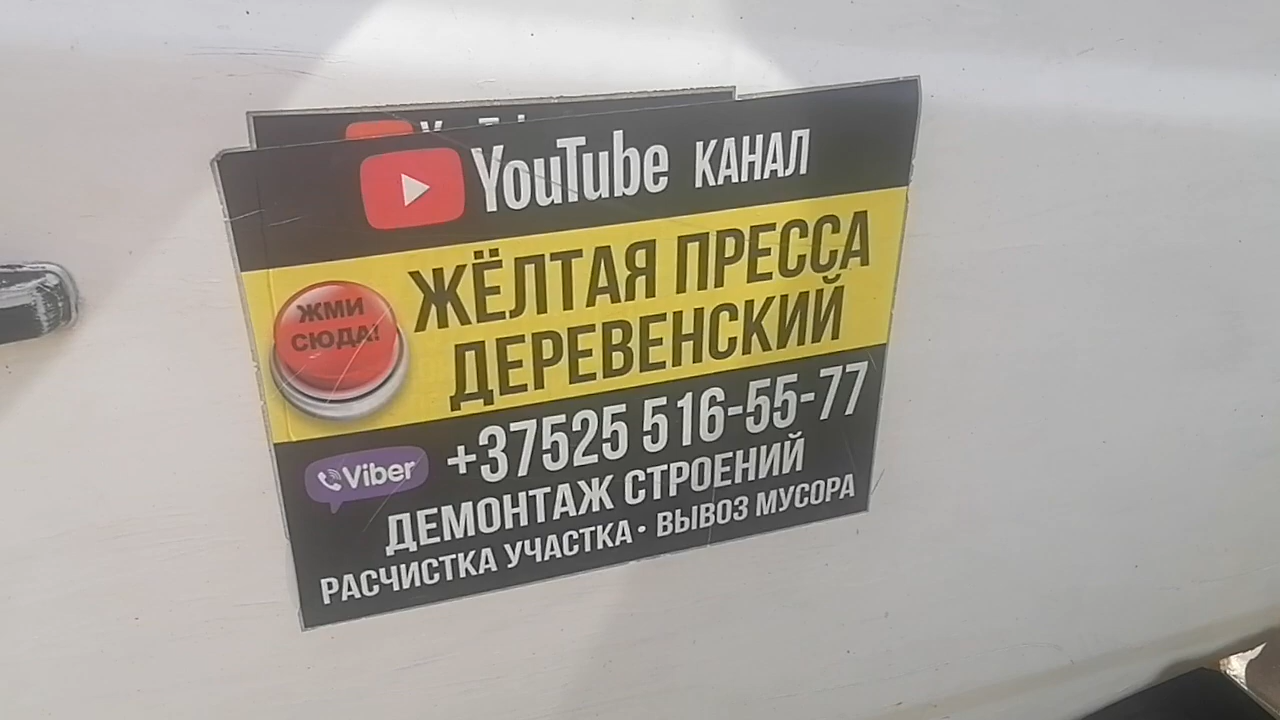 YouTube КАНАЛ
ЖМИ
СЮДА!
ЖЁЛТАЯ ПРЕССА
ДЕРЕВЕНСКИЙ
Viber
+37525 516-55-77
ДЕМОНТАЖ СТРОЕНИЙ
РАСЧИСТКА УЧАСТКА · ВЫВОЗ МУСОРА